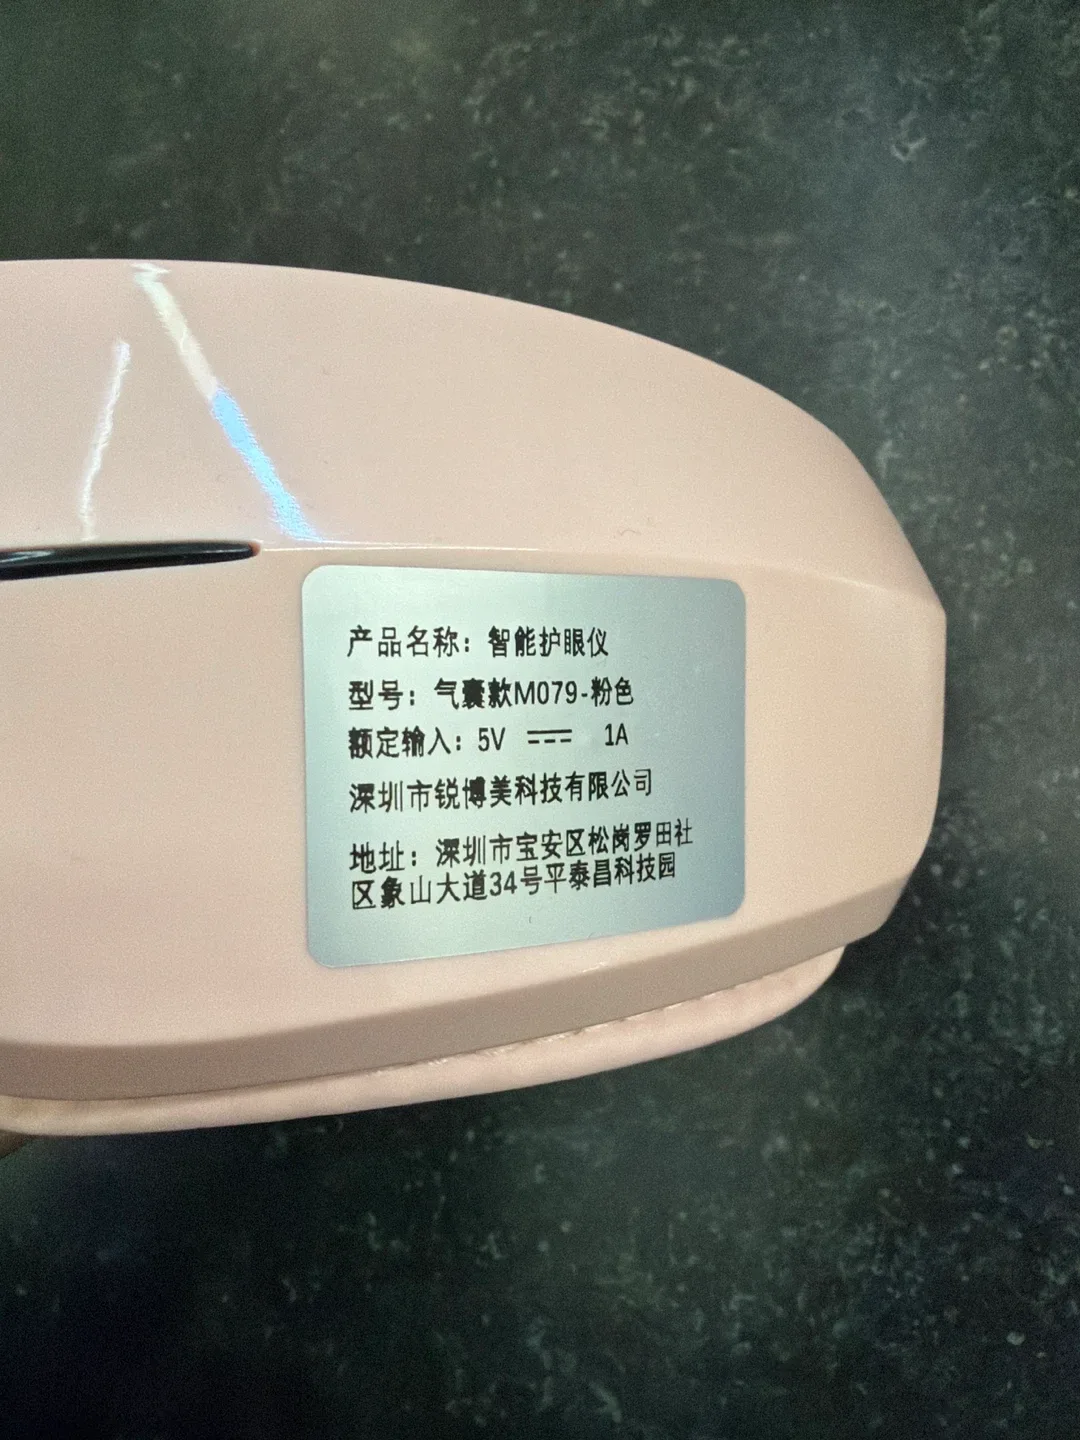 产品名称：智能护眼仪
型号：气囊款M079-粉色
额定输入：5V ⎓ 1A
深圳市锐博美科技有限公司
地址：深圳市宝安区松岗罗田社
区象山大道34号平泰昌科技园